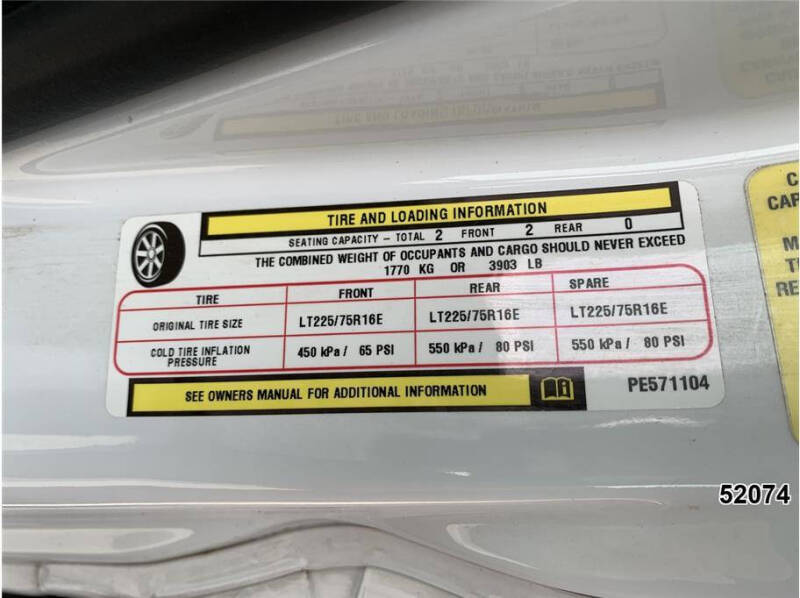 TIRE AND LOADING INFORMATION
SEATING CAPACITY – TOTAL 2 FRONT 2 REAR 0
THE COMBINED WEIGHT OF OCCUPANTS AND CARGO SHOULD NEVER EXCEED
1770 KG OR 3903 LB
TIRE FRONT REAR SPARE
ORIGINAL TIRE SIZE LT225/75R16E LT225/75R16E LT225/75R16E
COLD TIRE INFLATION PRESSURE 450 kPa / 65 PSI 550 kPa / 80 PSI 550 kPa / 80 PSI
SEE OWNERS MANUAL FOR ADDITIONAL INFORMATION
PE571104
52074